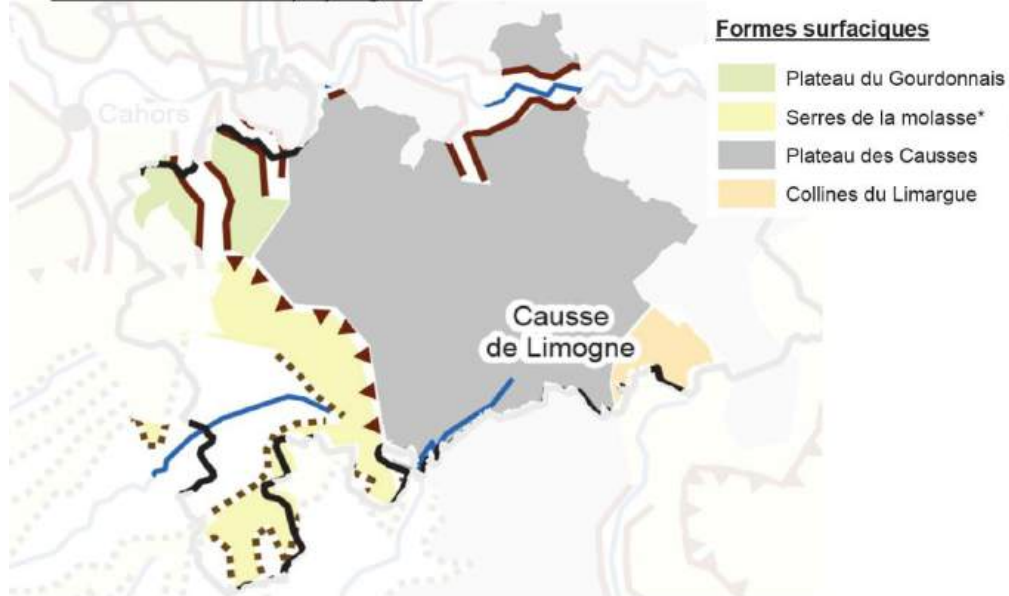 Formes surfaciques
Plateau du Gourdonnais
Serres de la molasse*
Plateau des Causses
Collines du Limargue
Cahors
Causse
de Limogne